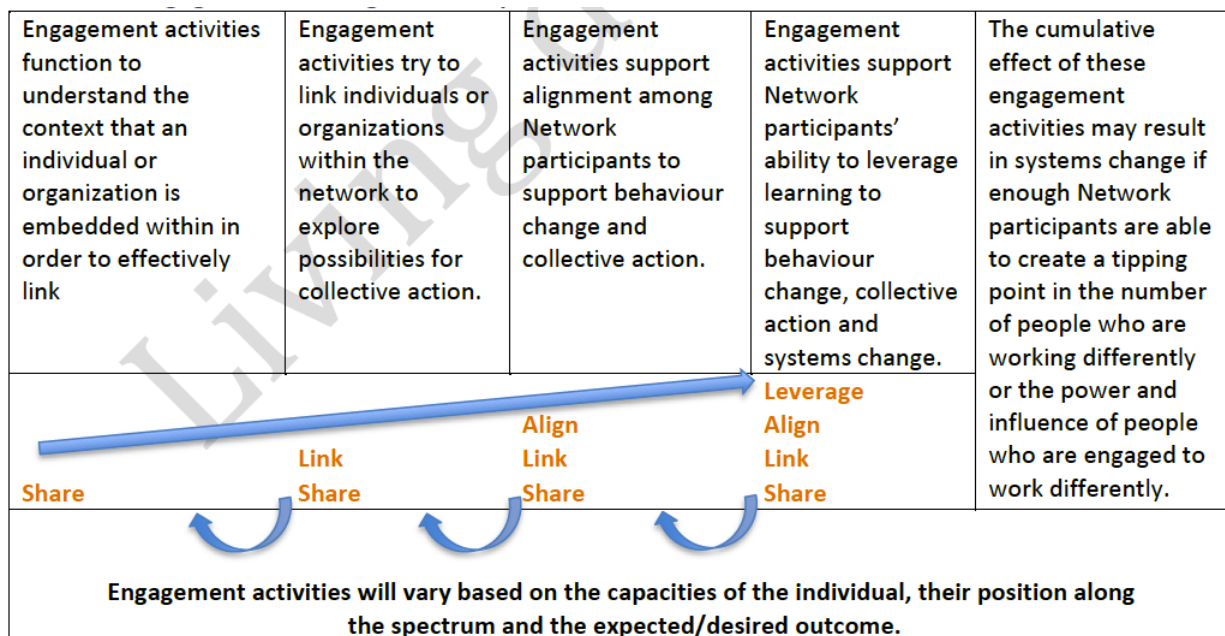 Engagement activities
function to
understand the
context that an
individual or
organization is
embedded within in
order to effectively
link
Engagement
activities try to
link individuals or
organizations
within the
network to
explore
possibilities for
collective action.
Engagement
activities support
alignment among
Network
participants to
support behaviour
change and
collective action.
Engagement
activities support
Network
participants’
ability to leverage
learning to
support
behaviour
change, collective
action and
systems change.
The cumulative
effect of these
engagement
activities may result
in systems change if
enough Network
participants are able
to create a tipping
point in the number
of people who are
working differently
or the power and
influence of people
who are engaged to
work differently.
Share
Link
Share
Align
Link
Share
Leverage
Align
Link
Share
Engagement activities will vary based on the capacities of the individual, their position along
the spectrum and the expected/desired outcome.
Living d